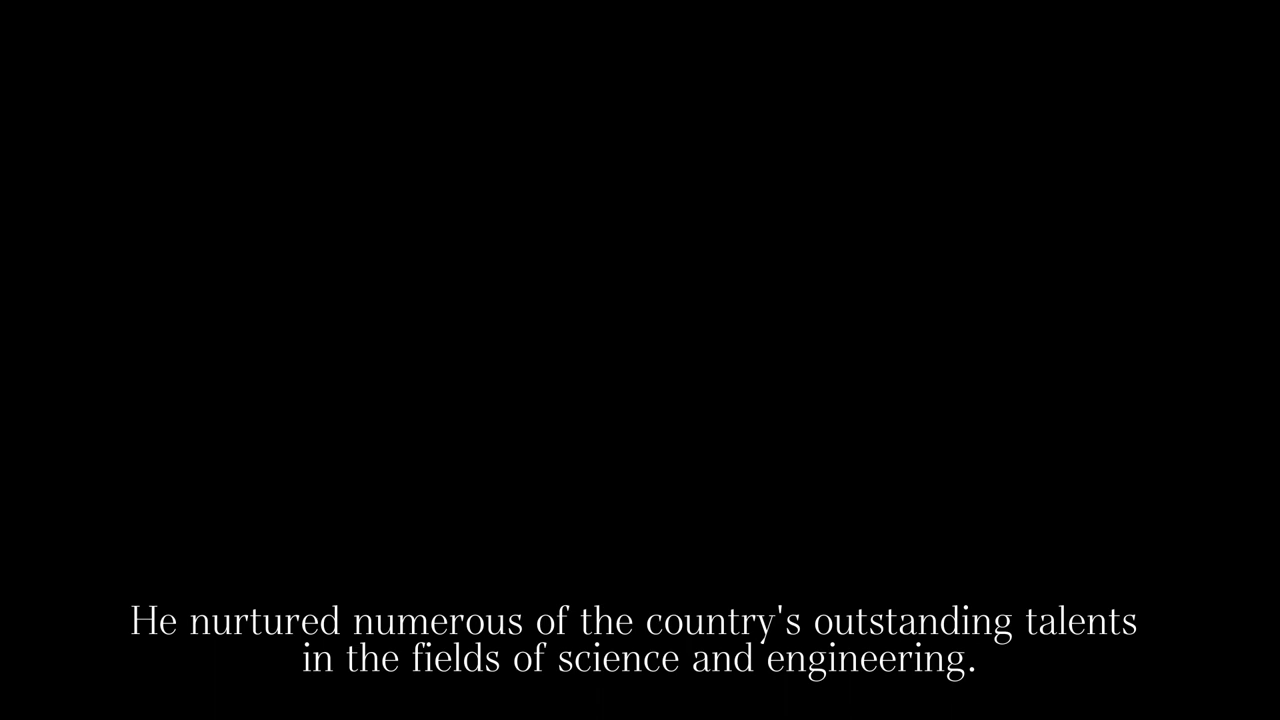 He nurtured numerous of the country's outstanding talents
in the fields of science and engineering.